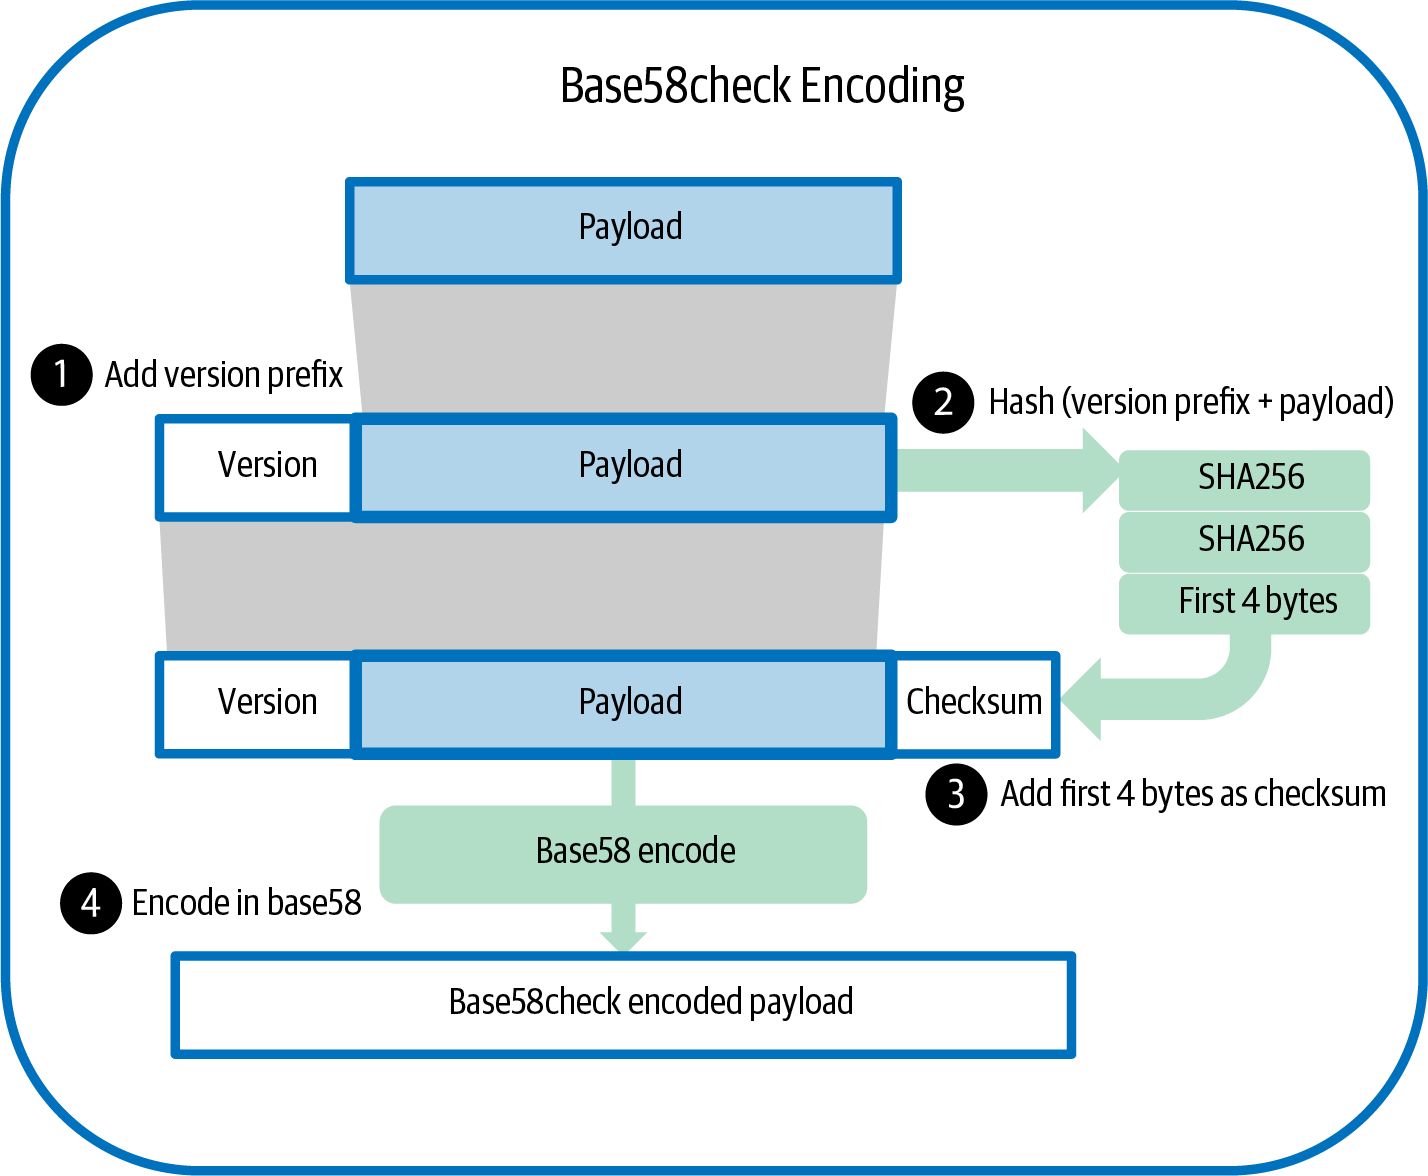 Base58check Encoding
Payload
1 Add version prefix
2 Hash (version prefix + payload)
Version Payload
SHA256
SHA256
First 4 bytes
Version Payload Checksum
3 Add first 4 bytes as checksum
Base58 encode
4 Encode in base58
Base58check encoded payload